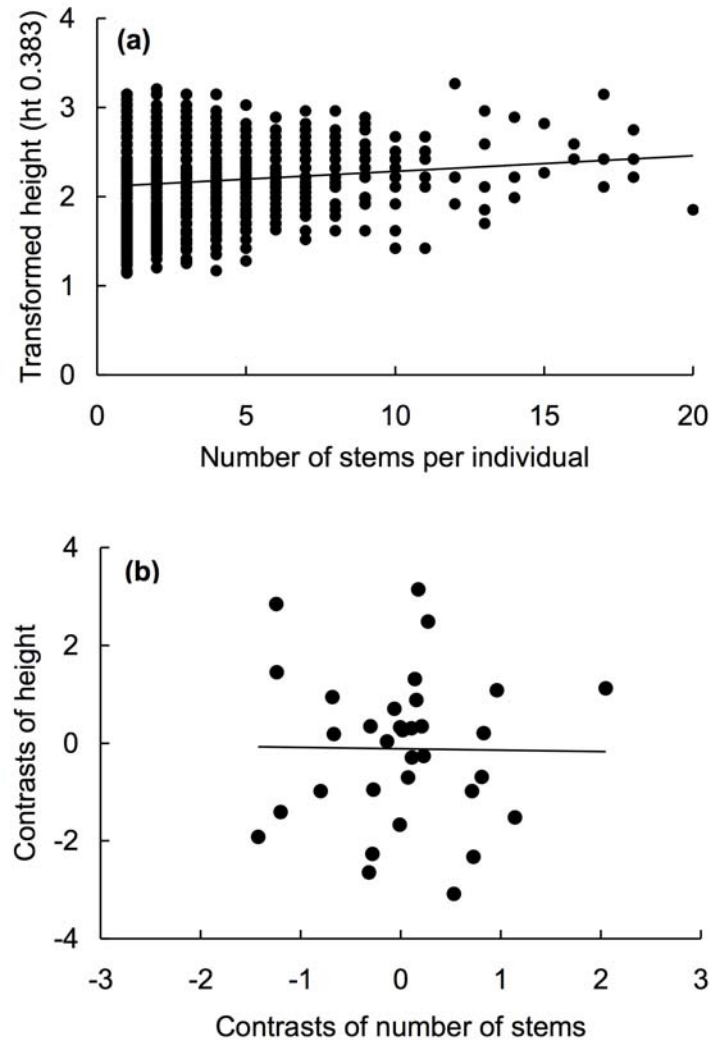 (a)
Transformed height (ht 0.383)
4
3
2
1
0
0 5 10 15 20
Number of stems per individual
(b)
Contrasts of height
4
2
0
-2
-4
-3 -2 -1 0 1 2 3
Contrasts of number of stems